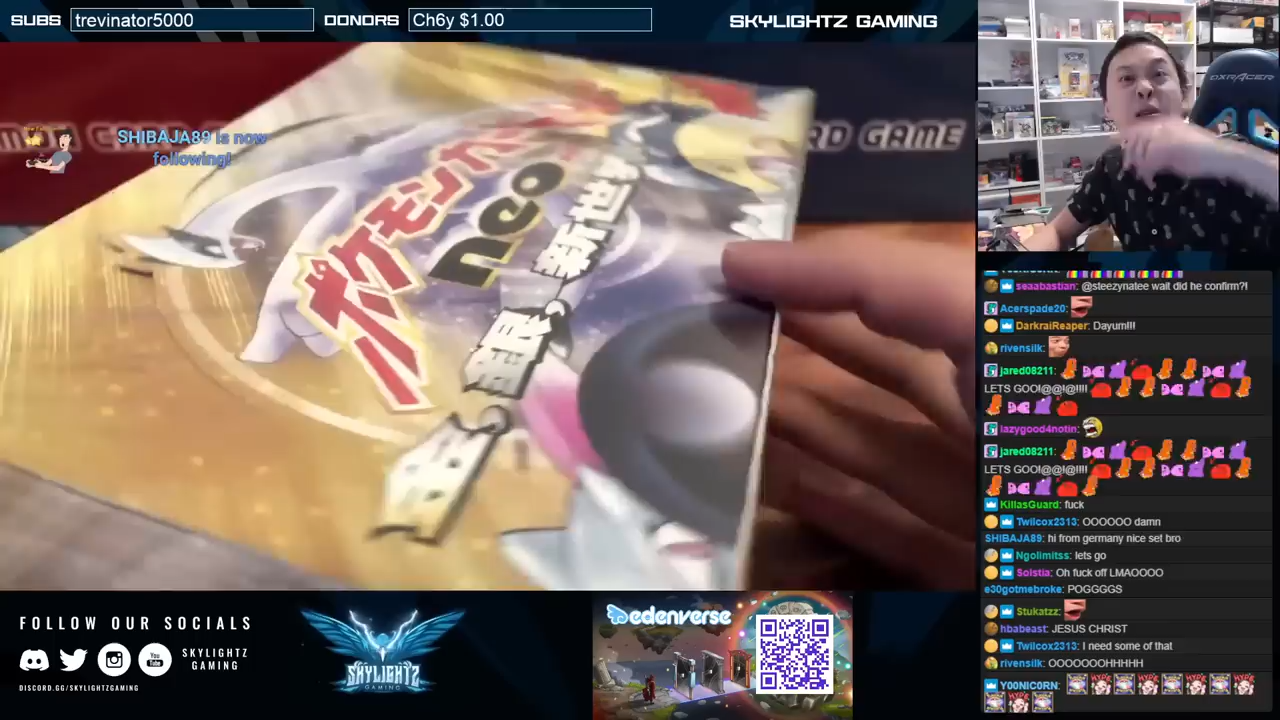 SUBS trevinator5000 DONORS Ch6y $1.00 SKYLIGHTZ GAMING
SHIBAJA89 is now
following!
RD GAME
ポケモンカ
neo
DXRACER
seaabastian: @steezynatee wait did he confirm?!
Acerspade20:
DarkraiReaper: Dayum!!!
rivensilk:
jared08211:
LETS GOO!@@!@!!!!
lazygood4notin:
jared08211:
LETS GOO!@@!@!!!!
KillasGuard: fuck
Twilcox2313: OOOOOO damn
SHIBAJA89: hi from germany nice set bro
Ngolimitss: lets go
Solstia: Oh fuck off LMAOOOO
e30gotmebroke: POGGGGS
Stukatzz:
hbabeast: JESUS CHRIST
Twilcox2313: I need some of that
rivensilk: OOOOOOOHHHHH
Y00NIC0RN:
FOLLOW OUR SOCIALS
You
Tube
SKYLIGHTZ
GAMING
DISCORD.GG/SKYLIGHTZGAMING
SKYLIGHTZ
GAMING
edenverse